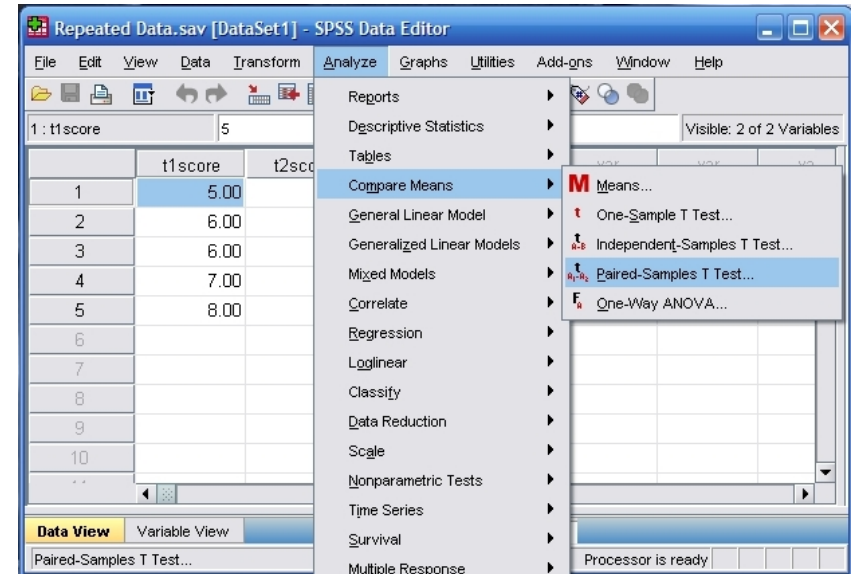 Repeated Data.sav [DataSet1] - SPSS Data Editor
File Edit View Data Transform Analyze Graphs Utilities Add-ons Window Help
1 : t1score 5 Visible: 2 of 2 Variables
t1score t2sco var var va
1 5.00
2 6.00
3 6.00
4 7.00
5 8.00
6
7
8
9
10
Reports
Descriptive Statistics
Tables
Compare Means
General Linear Model
Generalized Linear Models
Mixed Models
Correlate
Regression
Loglinear
Classify
Data Reduction
Scale
Nonparametric Tests
Time Series
Survival
Multiple Response
M Means...
t One-Sample T Test...
Independent-Samples T Test...
Paired-Samples T Test...
One-Way ANOVA...
Data View Variable View
Paired-Samples T Test... Processor is ready